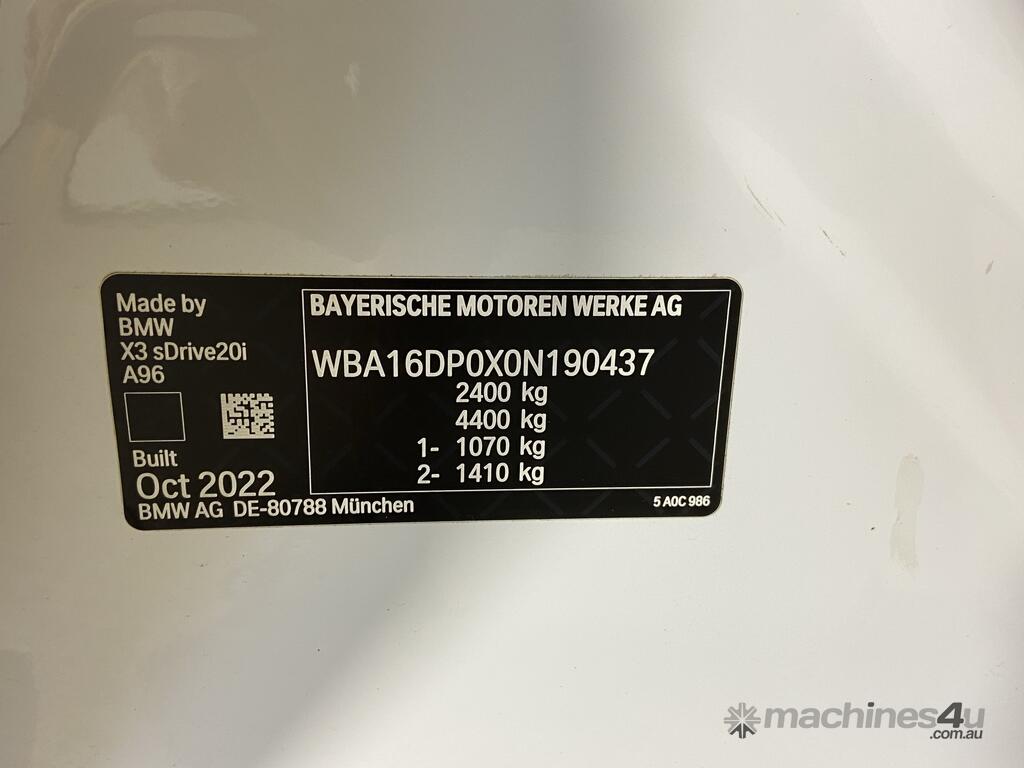 Made by
BMW
X3 sDrive20i
A96
Built
Oct 2022
BAYERISCHE MOTOREN WERKE AG
WBA16DP0X0N190437
2400 kg
4400 kg
1- 1070 kg
2- 1410 kg
BMW AG DE-80788 München
5 A0C 986
machines4u
.com.au